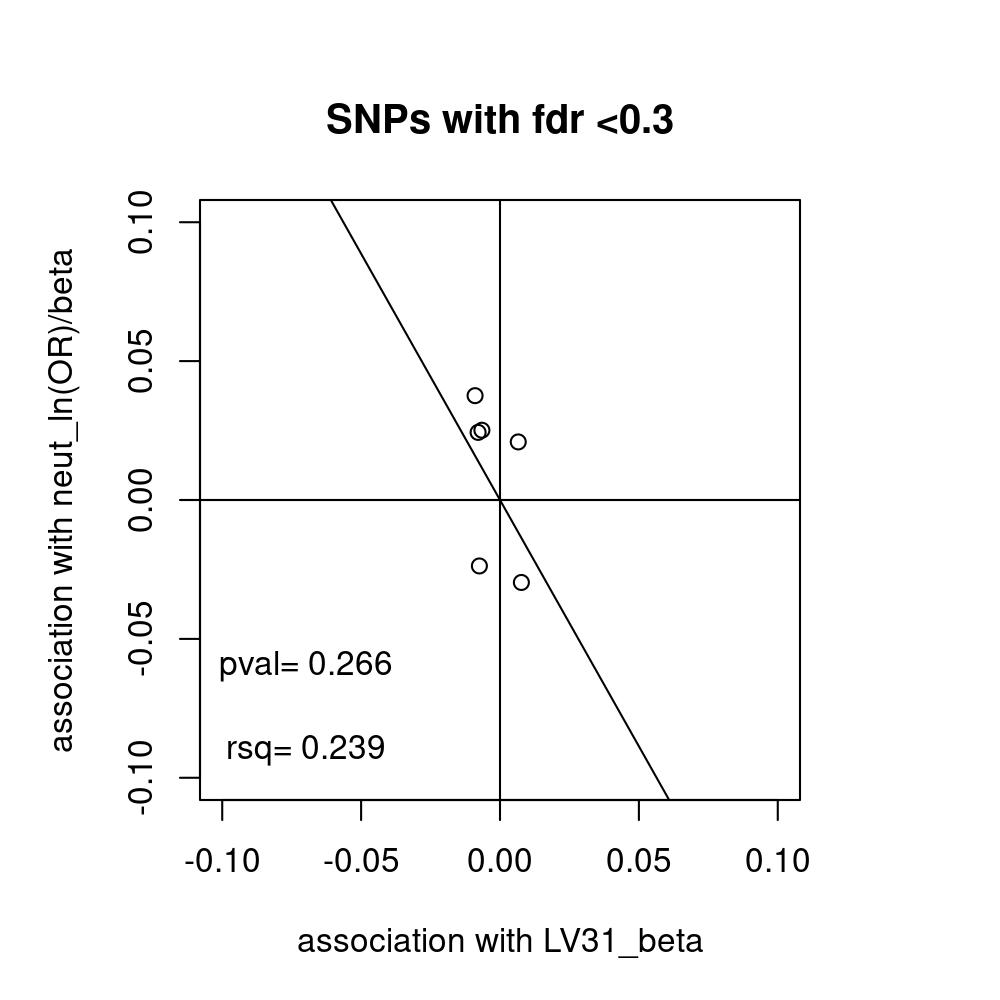 SNPs with fdr <0.3
association with neut_ln(OR)/beta
0.10
0.05
0.00
-0.05
-0.10
pval= 0.266
rsq= 0.239
-0.10 -0.05 0.00 0.05 0.10
association with LV31_beta